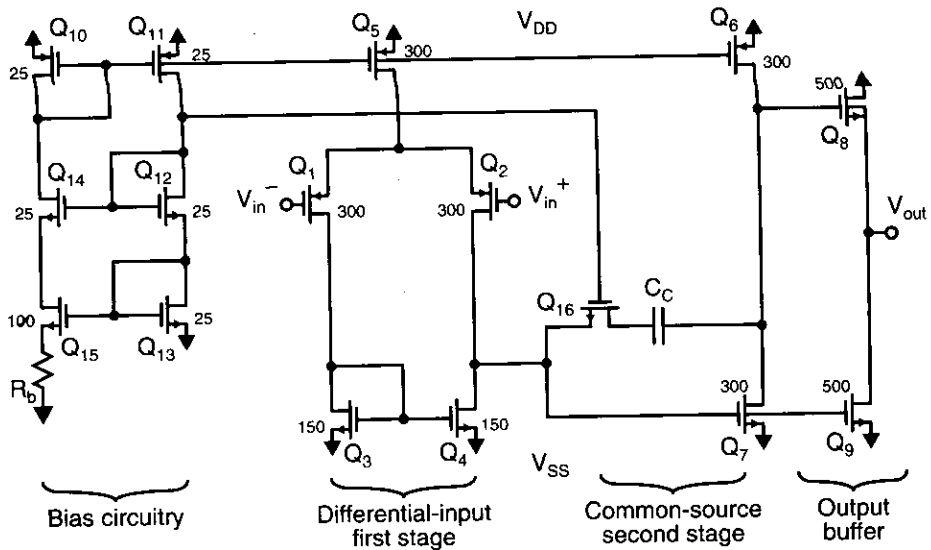 Q10
Q11
Q5
VDD
Q6
25
25
300
300
500
Q8
Q14
Q12
Q1
Q2
Vin−
Vin+
25
25
300
300
Vout
Q16
CC
100
Q15
25
Q13
Rb
300
500
150
150
Q3
Q4
VSS
Q7
Q9
Bias circuitry
Differential-input
first stage
Common-source
second stage
Output
buffer